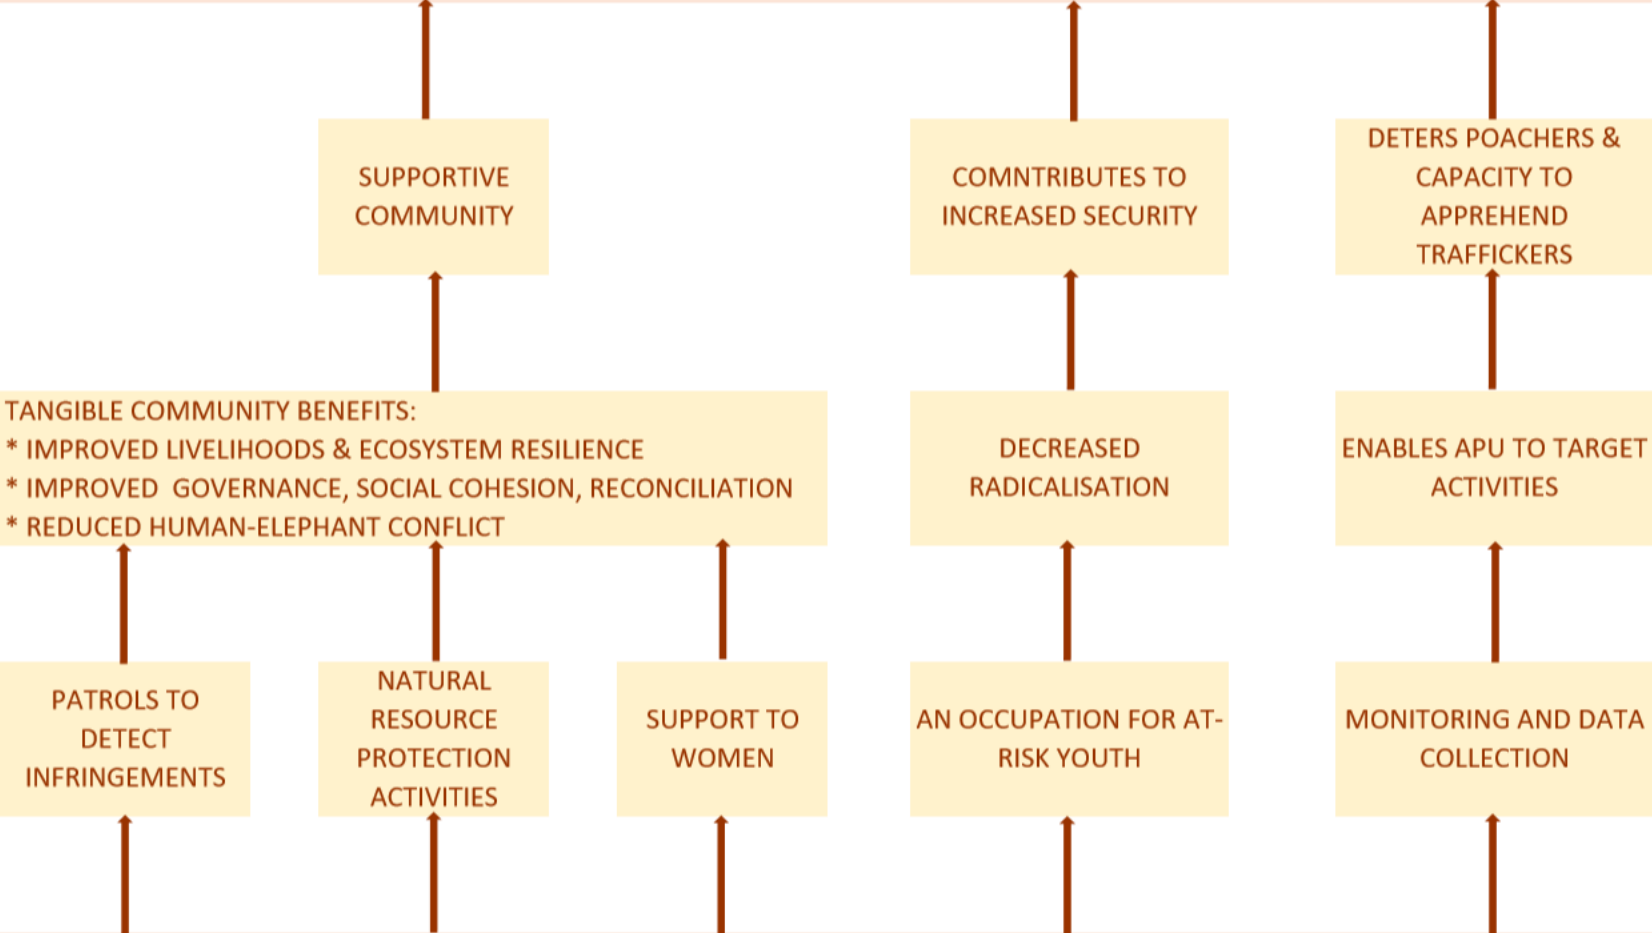 SUPPORTIVE
COMMUNITY
COMNTRIBUTES TO
INCREASED SECURITY
DETERS POACHERS &
CAPACITY TO
APPREHEND
TRAFFICKERS
TANGIBLE COMMUNITY BENEFITS:
* IMPROVED LIVELIHOODS & ECOSYSTEM RESILIENCE
* IMPROVED  GOVERNANCE, SOCIAL COHESION, RECONCILIATION
* REDUCED HUMAN-ELEPHANT CONFLICT
DECREASED
RADICALISATION
ENABLES APU TO TARGET
ACTIVITIES
PATROLS TO
DETECT
INFRINGEMENTS
NATURAL
RESOURCE
PROTECTION
ACTIVITIES
SUPPORT TO
WOMEN
AN OCCUPATION FOR AT-
RISK YOUTH
MONITORING AND DATA
COLLECTION